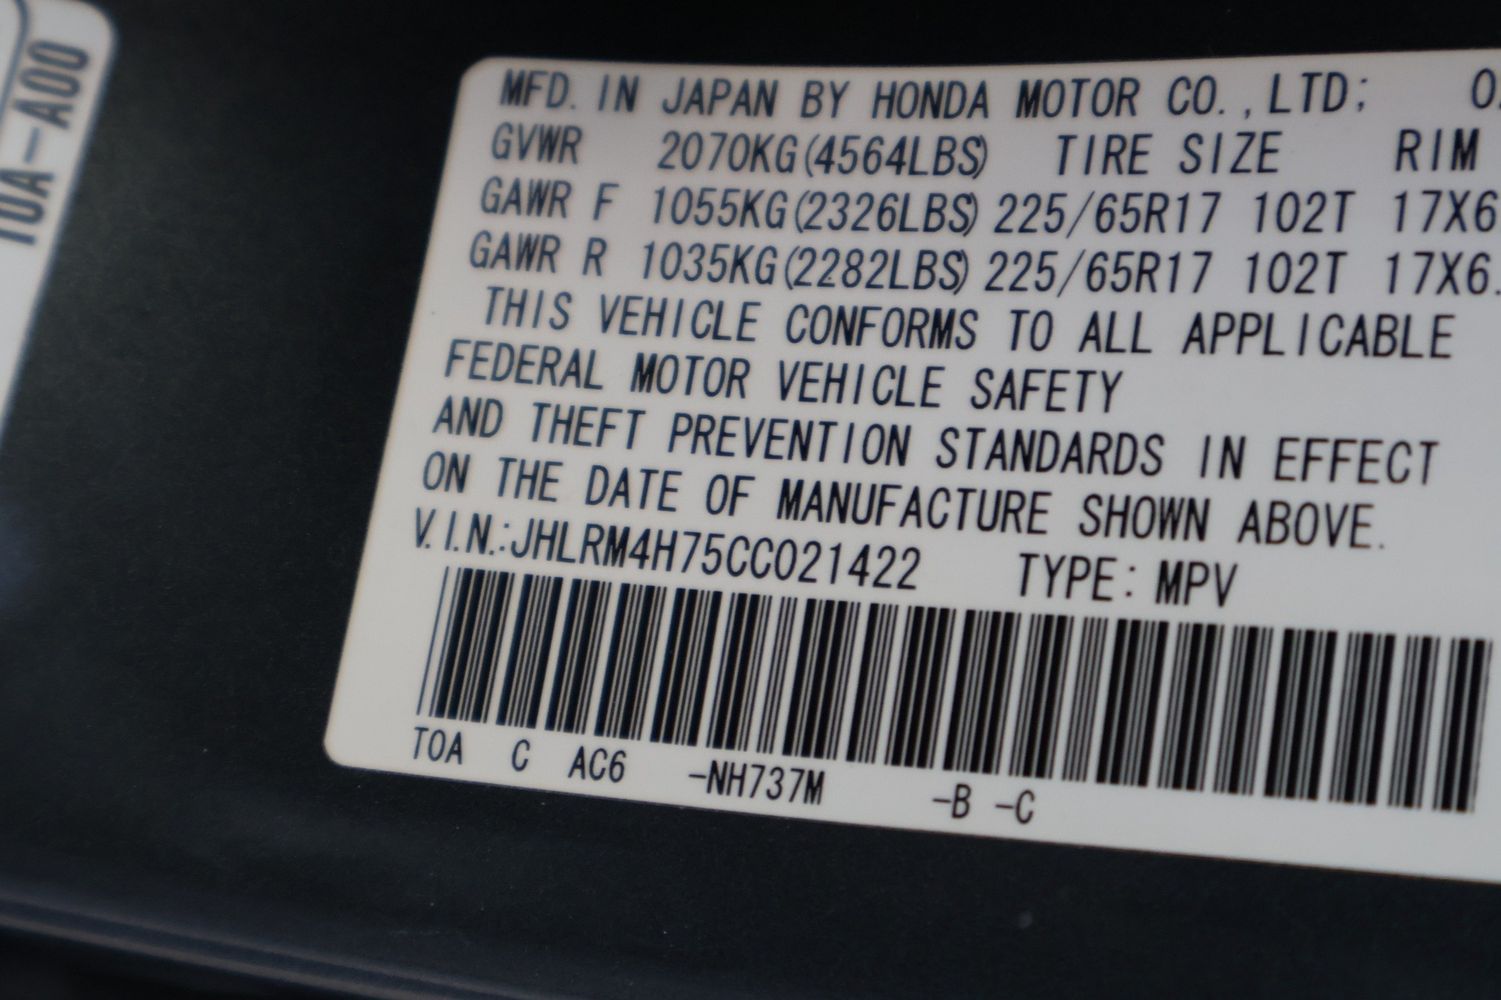 T0A-A00
MFD. IN JAPAN BY HONDA MOTOR CO.,LTD:
GVWR 2070KG(4564LBS) TIRE SIZE RIM
GAWR F 1055KG(2326LBS) 225/65R17 102T 17X6
GAWR R 1035KG(2282LBS) 225/65R17 102T 17X6.
THIS VEHICLE CONFORMS TO ALL APPLICABLE
FEDERAL MOTOR VEHICLE SAFETY
AND THEFT PREVENTION STANDARDS IN EFFECT
ON THE DATE OF MANUFACTURE SHOWN ABOVE.
V.I.N.:JHLRM4H75CC021422 TYPE: MPV
T0A C AC6 -NH737M -B -C